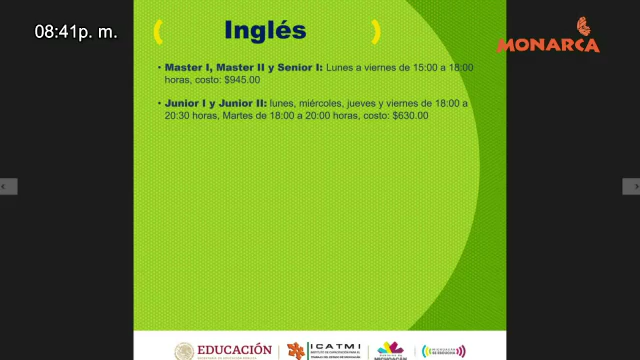 08:41p. m.
Inglés
MONARCA
• Master I, Master II y Senior I: Lunes a viernes de 15:00 a 18:00
horas, costo: $945.00
• Junior I y Junior II: lunes, miércoles, jueves y viernes de 18:00 a
20:30 horas, Martes de 18:00 a 20:00 horas, costo: $630.00
EDUCACIÓN
ICATMI
MICHOACÁN